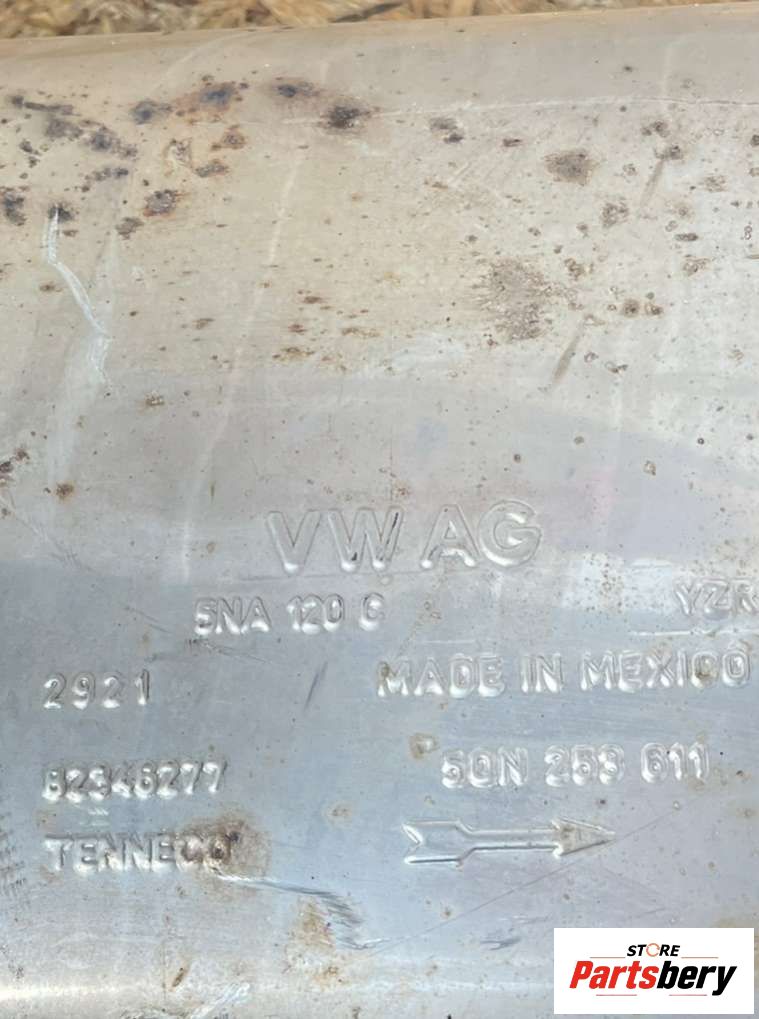 VW AG
5NA 120 C
YZR
2921
MADE IN MEXICO
82346277
5QN 253 611
TENNECO
STORE
Partsbery